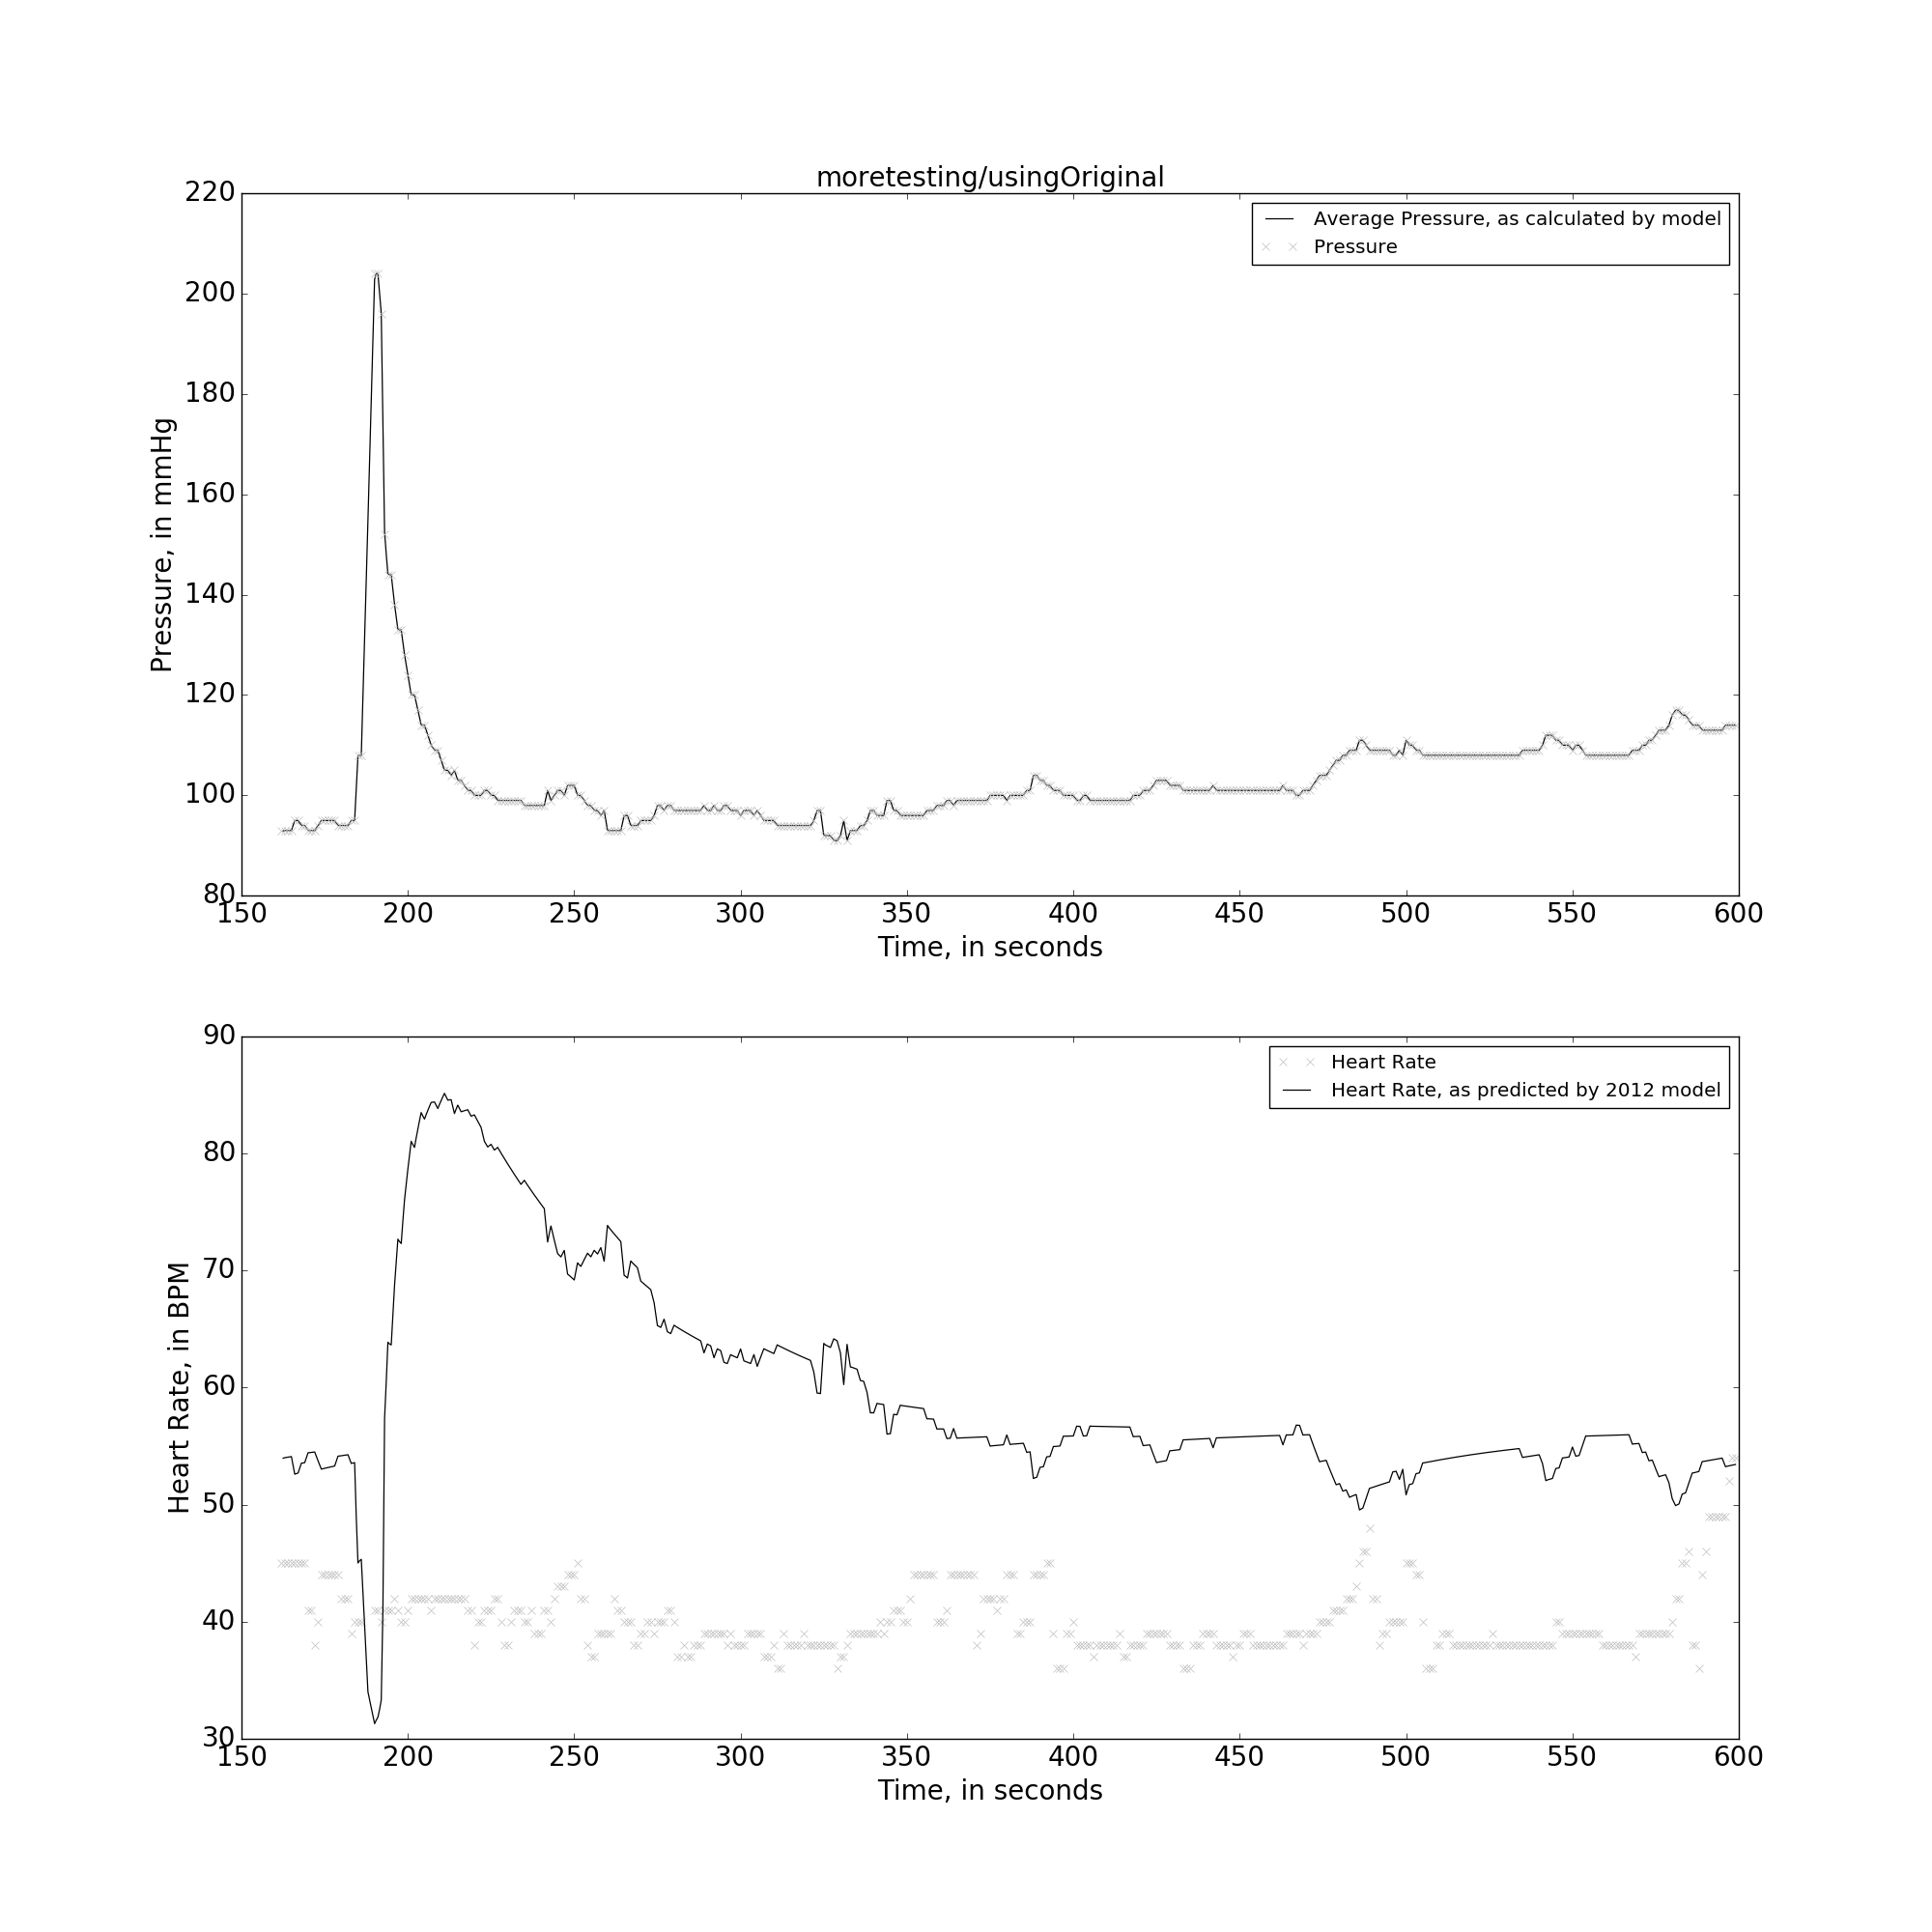 moretesting/usingOriginal
220
200
180
160
140
120
100
80
Pressure, in mmHg
Average Pressure, as calculated by model
Pressure
150 200 250 300 350 400 450 500 550 600
Time, in seconds
90
80
70
60
50
40
30
Heart Rate, in BPM
Heart Rate
Heart Rate, as predicted by 2012 model
150 200 250 300 350 400 450 500 550 600
Time, in seconds